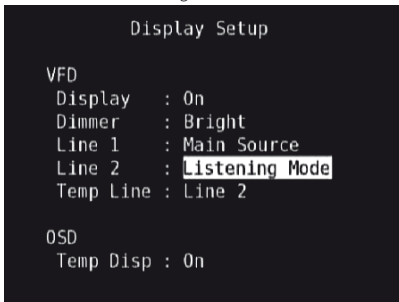 Display Setup
VFD
Display : On
Dimmer : Bright
Line 1 : Main Source
Line 2 : Listening Mode
Temp Line : Line 2
OSD
Temp Disp : On